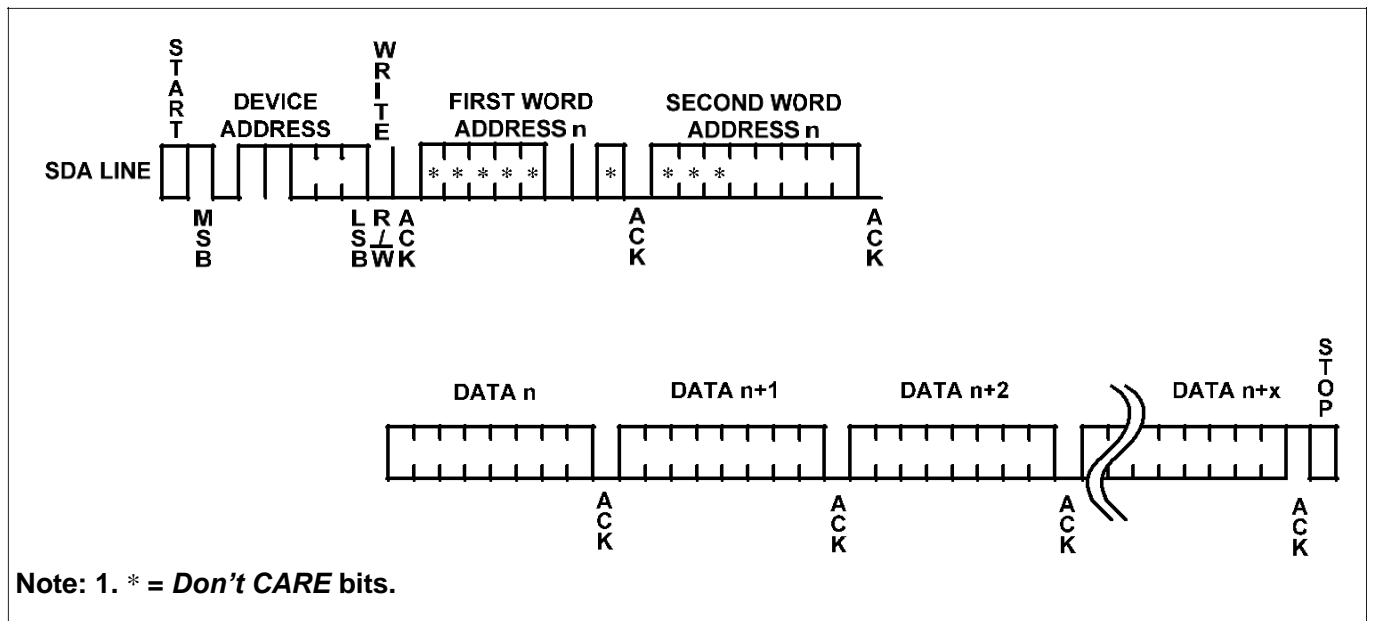 START
WRITE
DEVICE ADDRESS
FIRST WORD ADDRESS n
SECOND WORD ADDRESS n
SDA LINE
* * * * *
*
* * *
MSB
LSB
R/W
ACK
ACK
ACK
STOP
DATA n
DATA n+1
DATA n+2
DATA n+x
ACK
ACK
ACK
ACK
Note: 1. * = Don't CARE bits.